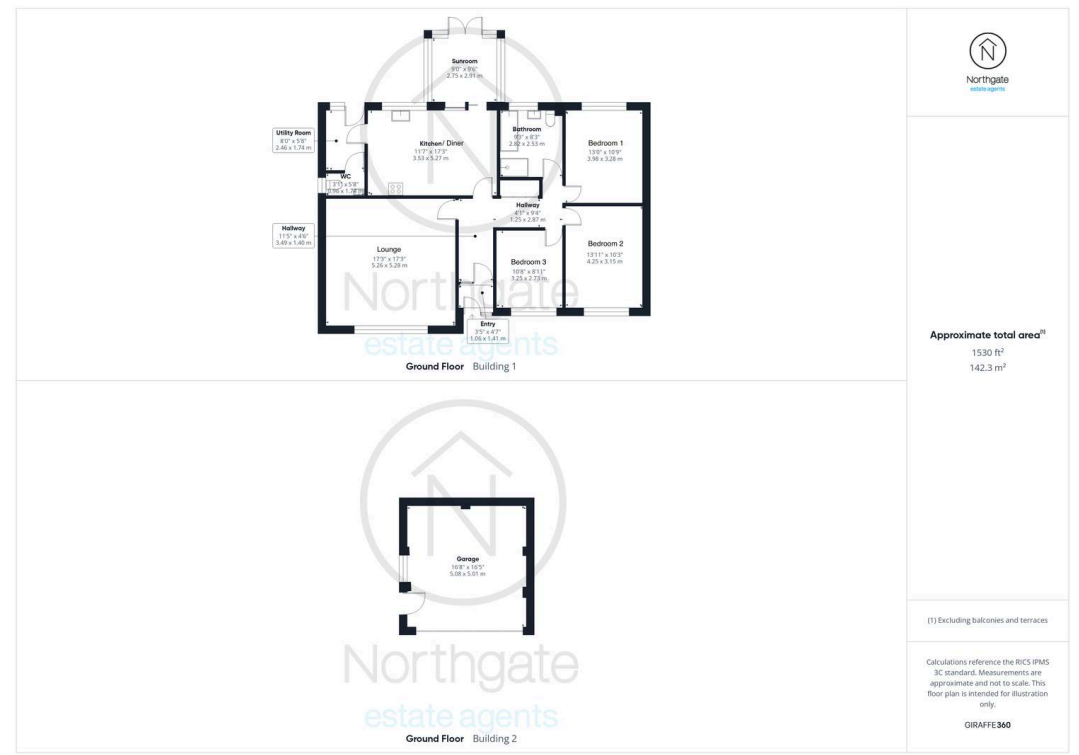 Sunroom
9'0" x 9'6"
2.75 x 2.91 m
Utility Room
8'0" x 5'8"
2.46 x 1.74 m
Kitchen/ Diner
11'7" x 17'3"
3.53 x 5.27 m
Bathroom
9'3" x 8'3"
2.82 x 2.53 m
Bedroom 1
13'0" x 10'9"
3.98 x 3.28 m
WC
3'1" x 5'8"
0.96 x 1.74 m
Hallway
4'1" x 9'4"
1.25 x 2.87 m
Hallway
11'5" x 4'6"
3.49 x 1.40 m
Lounge
17'3" x 17'3"
5.26 x 5.28 m
Bedroom 2
13'11" x 10'3"
4.25 x 3.15 m
Bedroom 3
10'8" x 8'11"
3.25 x 2.73 m
Entry
3'5" x 4'7"
1.06 x 1.41 m
Northgate
estate agents
Ground Floor Building 1
Garage
16'8" x 16'5"
5.08 x 5.01 m
Northgate
estate agents
Ground Floor Building 2
Northgate
estate agents
Approximate total area(1)
1530 ft²
142.3 m²
(1) Excluding balconies and terraces
Calculations reference the RICS IPMS
3C standard. Measurements are
approximate and not to scale. This
floor plan is intended for illustration
only.
GIRAFFE360